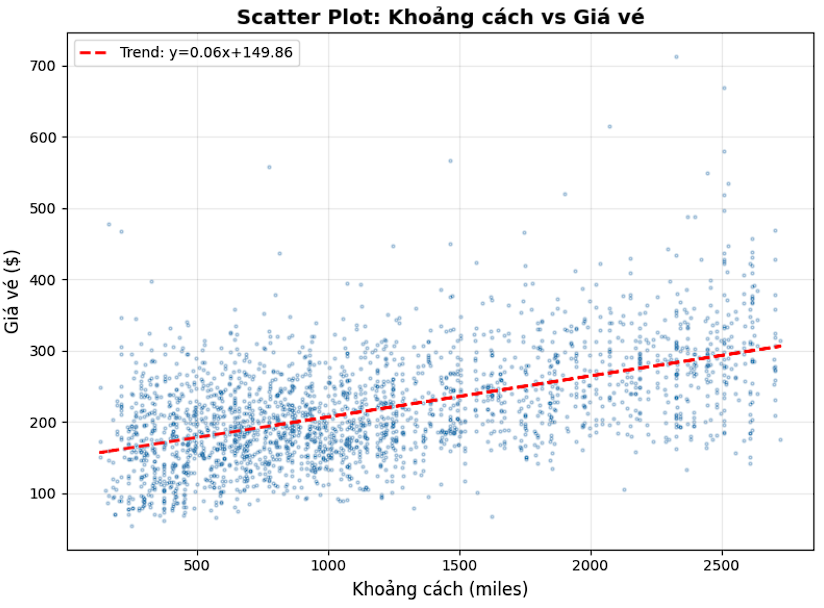 Scatter Plot: Khoảng cách vs Giá vé
Trend: y=0.06x+149.86
Giá vé ($)
700
600
500
400
300
200
100
500 1000 1500 2000 2500
Khoảng cách (miles)